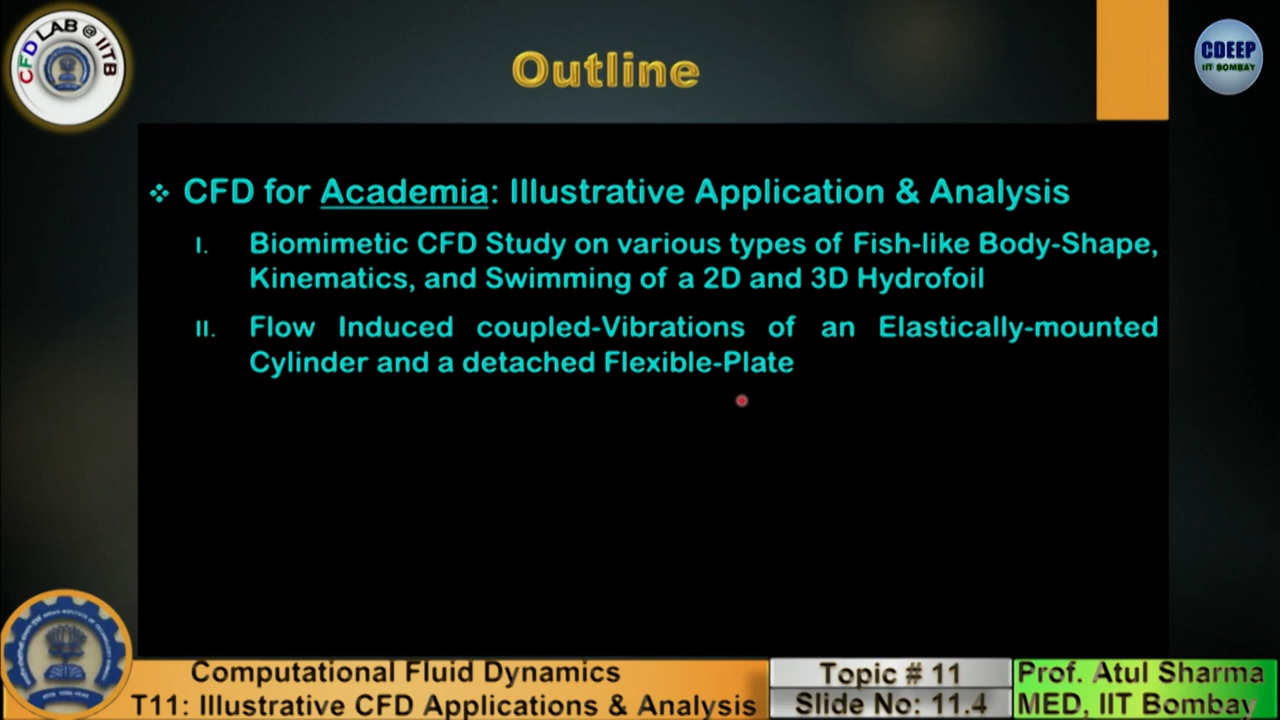 CFD LAB @ IITB
Outline
CDEEP
IIT BOMBAY
❖ CFD for Academia: Illustrative Application & Analysis
I. Biomimetic CFD Study on various types of Fish-like Body-Shape,
Kinematics, and Swimming of a 2D and 3D Hydrofoil
II. Flow Induced coupled-Vibrations of an Elastically-mounted
Cylinder and a detached Flexible-Plate
Computational Fluid Dynamics
T11: Illustrative CFD Applications & Analysis
Topic # 11
Slide No: 11.4
Prof. Atul Sharma
MED, IIT Bombay